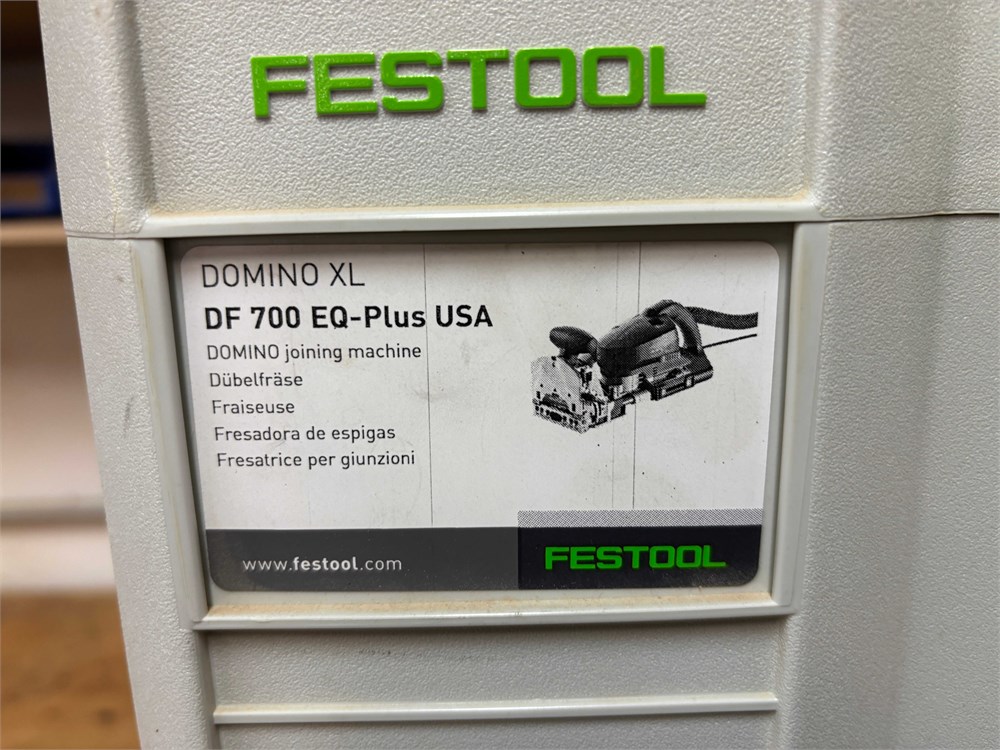 FESTOOL
DOMINO XL
DF 700 EQ-Plus USA
DOMINO joining machine
Dübelfräse
Fraiseuse
Fresadora de espigas
Fresatrice per giunzioni
www.festool.com
FESTOOL